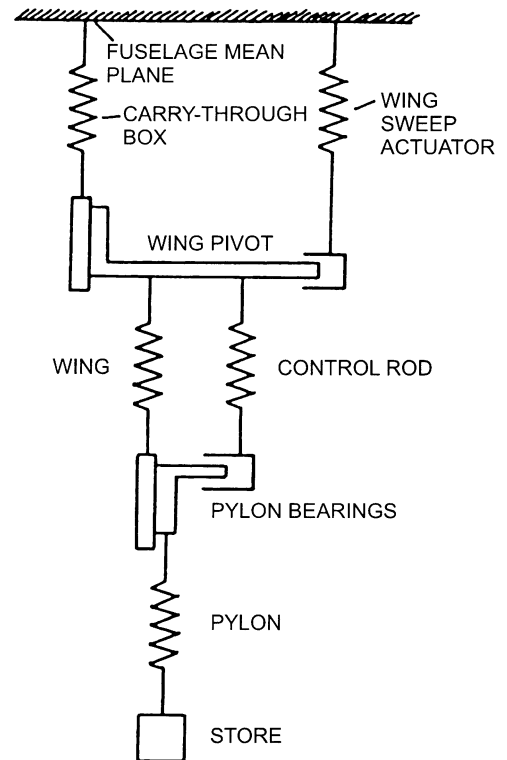 FUSELAGE MEAN
PLANE
CARRY-THROUGH
BOX
WING
SWEEP
ACTUATOR
WING PIVOT
WING
CONTROL ROD
PYLON BEARINGS
PYLON
STORE